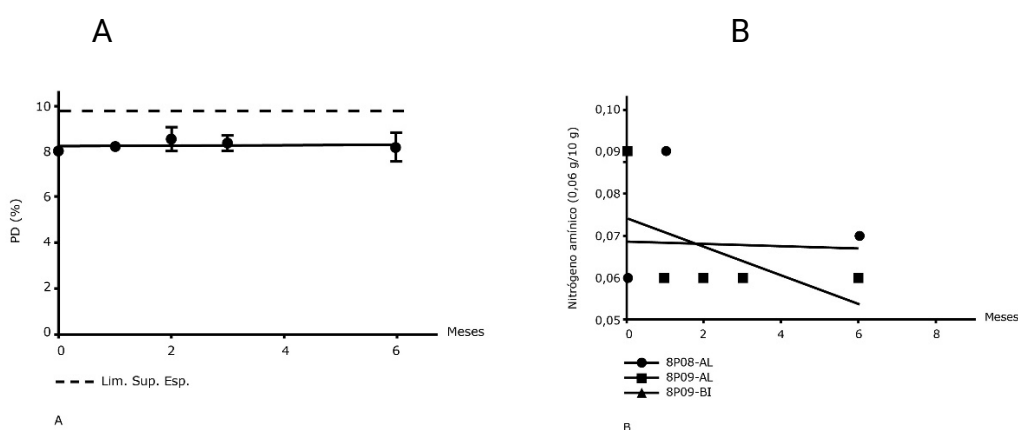 A
B
PD (%)
10
8
6
4
2
0
0
2
4
6
Meses
Lim. Sup. Esp.
A
Nitrógeno amínico (0,06 g/10 g)
0,10
0,09
0,08
0,07
0,06
0,05
0
2
4
6
8
Meses
8P08-AL
8P09-AL
8P09-BI
B